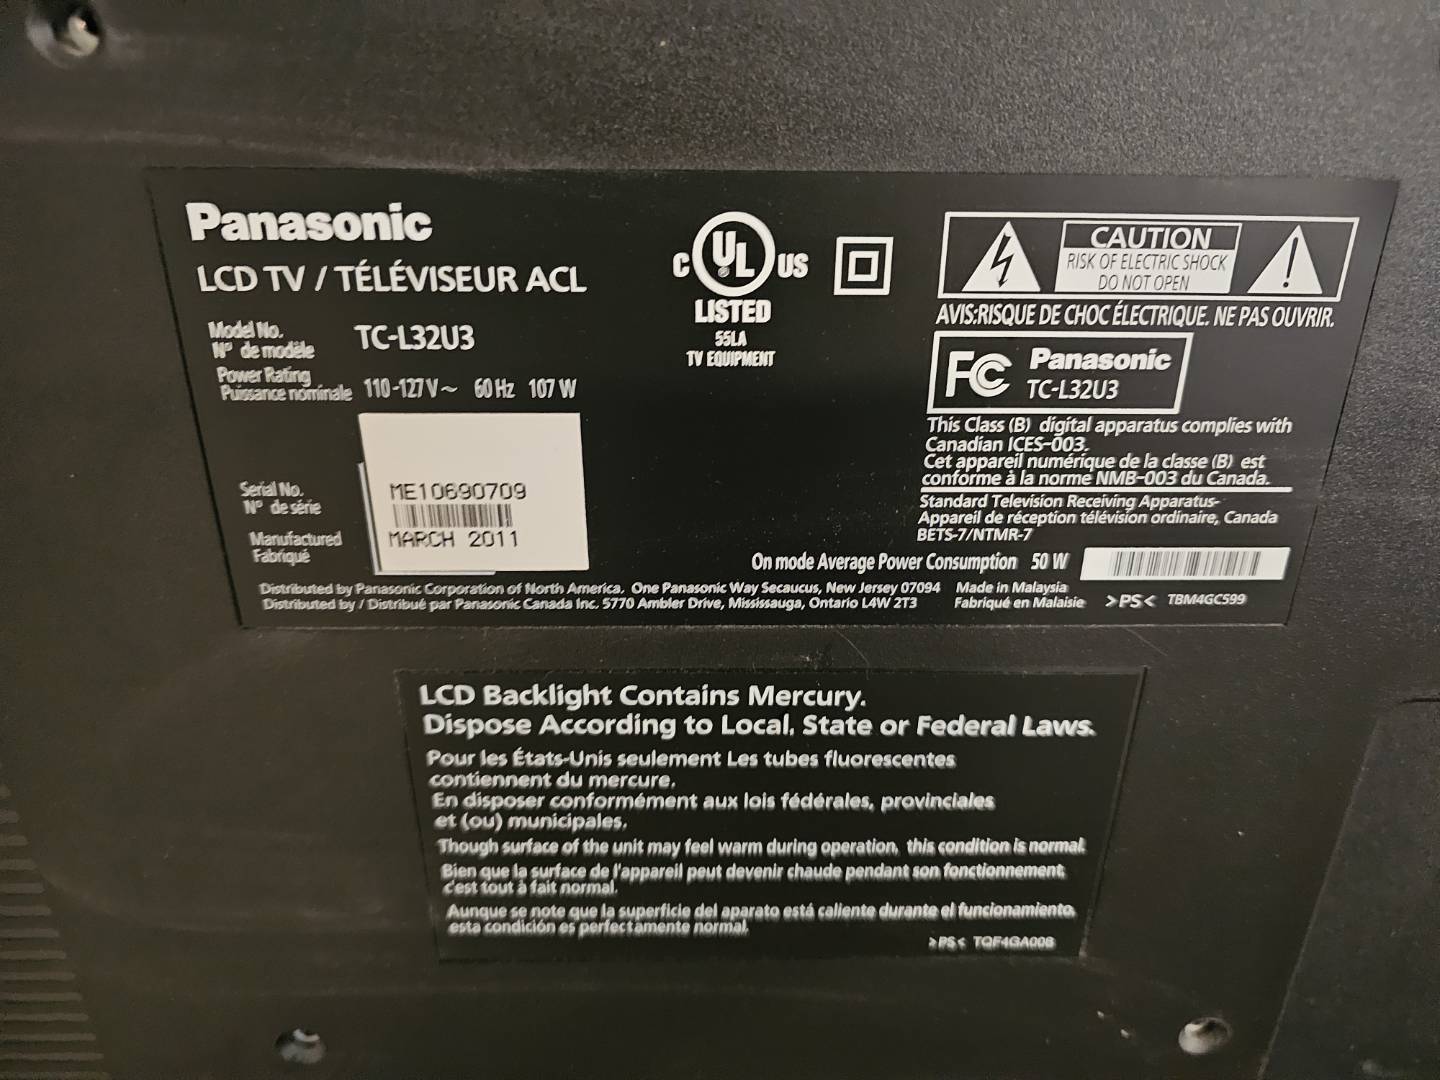 Panasonic
LCD TV / TÉLÉVISEUR ACL
Model No.
N° de modèle
TC-L32U3
Power Rating
Puissance nominale
110-127 V~ 60 Hz 107 W
Serial No.
N° de série
ME10690709
Manufactured
Fabriqué
MARCH 2011
C UL US
LISTED
55LA
TV EQUIPMENT
CAUTION
RISK OF ELECTRIC SHOCK
DO NOT OPEN
AVIS:RISQUE DE CHOC ÉLECTRIQUE. NE PAS OUVRIR.
FC Panasonic
TC-L32U3
This Class (B) digital apparatus complies with
Canadian ICES-003.
Cet appareil numérique de la classe (B) est
conforme à la norme NMB-003 du Canada.
Standard Television Receiving Apparatus-
Appareil de réception télévision ordinaire, Canada
BETS-7/NTMR-7
On mode Average Power Consumption 50 W
Distributed by Panasonic Corporation of North America. One Panasonic Way Secaucus, New Jersey 07094
Distributed by / Distribué par Panasonic Canada Inc. 5770 Ambler Drive, Mississauga, Ontario L4W 2T3
Made in Malaysia
Fabriqué en Malaisie
>PS< TBM4GC599
LCD Backlight Contains Mercury.
Dispose According to Local, State or Federal Laws.
Pour les États-Unis seulement Les tubes fluorescentes
contiennent du mercure.
En disposer conformément aux lois fédérales, provinciales
et (ou) municipales.
Though surface of the unit may feel warm during operation, this condition is normal.
Bien que la surface de l'appareil peut devenir chaude pendant son fonctionnement,
c'est tout à fait normal.
Aunque se note que la superficie del aparato está caliente durante el funcionamiento,
esta condición es perfectamente normal.
>PS< TQF4GA008